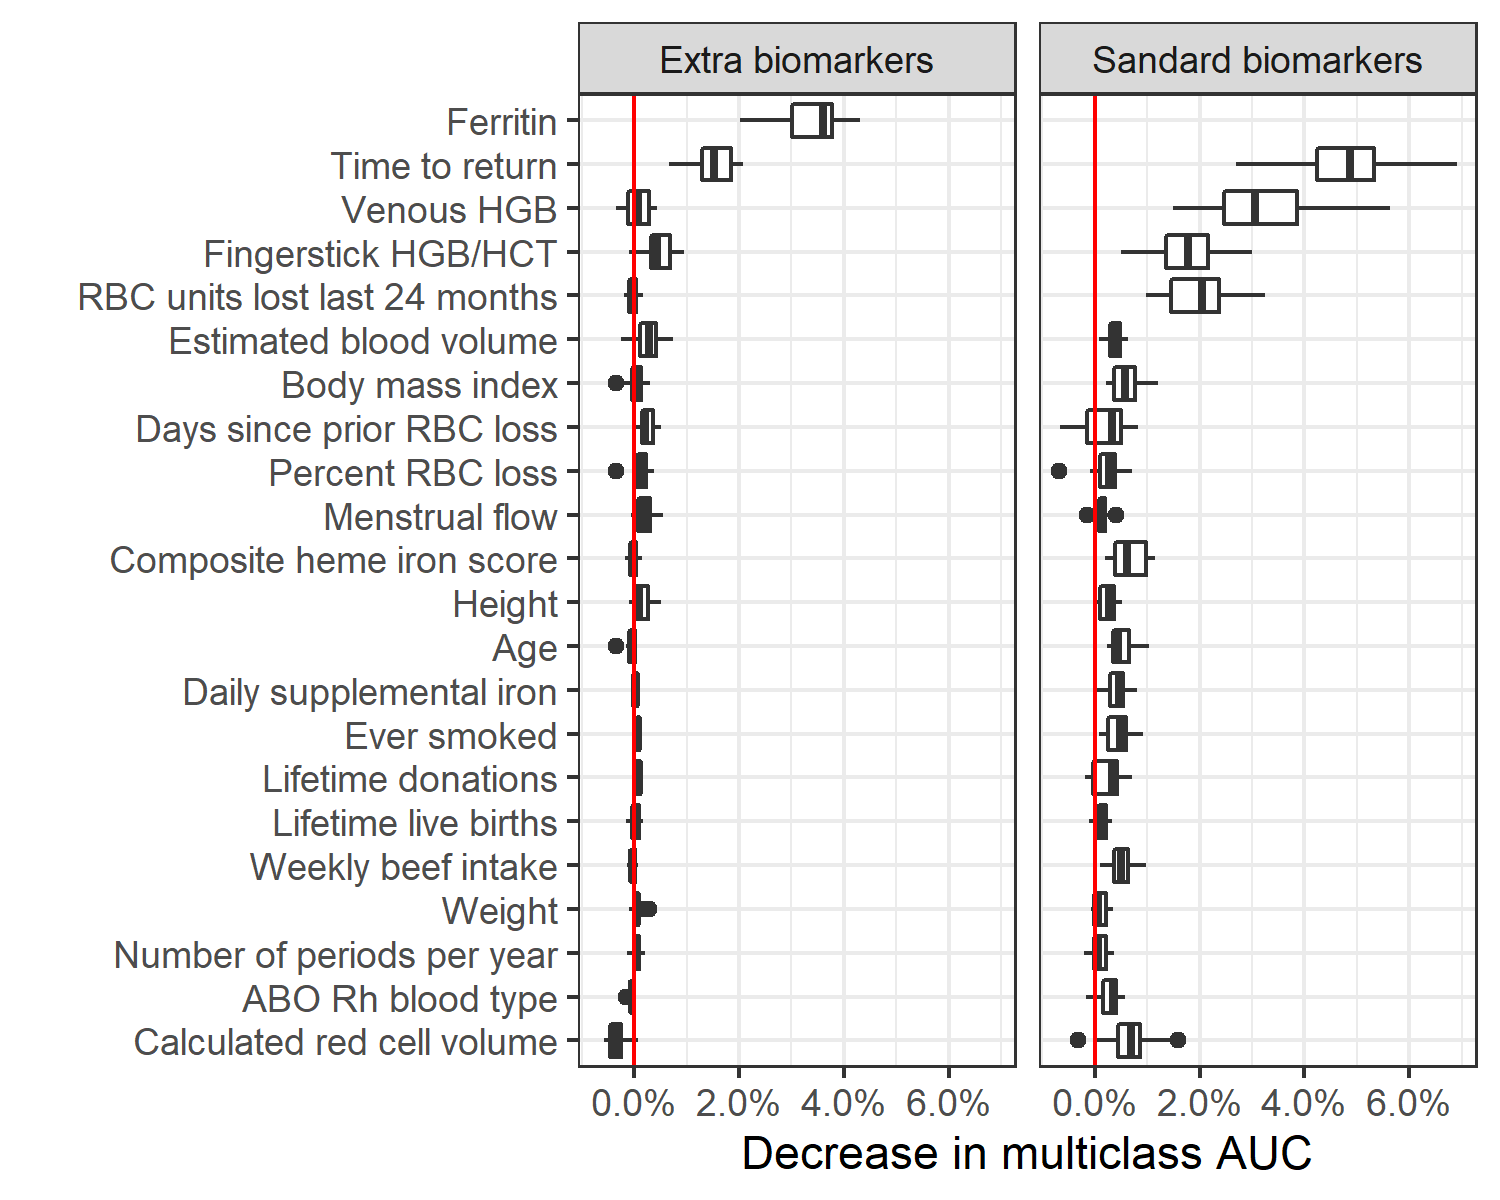 Extra biomarkers
Sandard biomarkers
Ferritin
Time to return
Venous HGB
Fingerstick HGB/HCT
RBC units lost last 24 months
Estimated blood volume
Body mass index
Days since prior RBC loss
Percent RBC loss
Menstrual flow
Composite heme iron score
Height
Age
Daily supplemental iron
Ever smoked
Lifetime donations
Lifetime live births
Weekly beef intake
Weight
Number of periods per year
ABO Rh blood type
Calculated red cell volume
0.0% 2.0% 4.0% 6.0%
0.0% 2.0% 4.0% 6.0%
Decrease in multiclass AUC